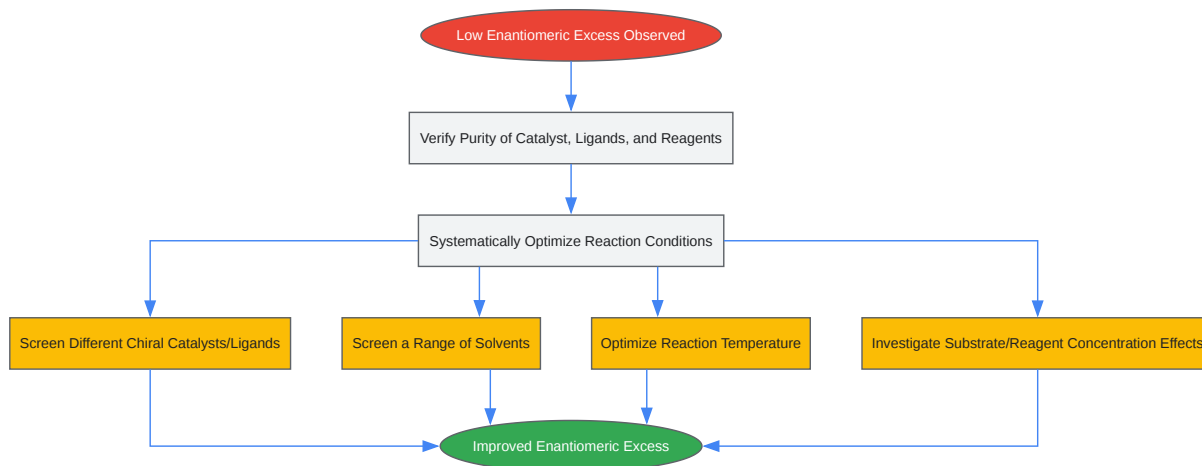 Low Enantiomeric Excess Observed
Verify Purity of Catalyst, Ligands, and Reagents
Systematically Optimize Reaction Conditions
Screen Different Chiral Catalysts/Ligands
Screen a Range of Solvents
Optimize Reaction Temperature
Investigate Substrate/Reagent Concentration Effects
Improved Enantiomeric Excess